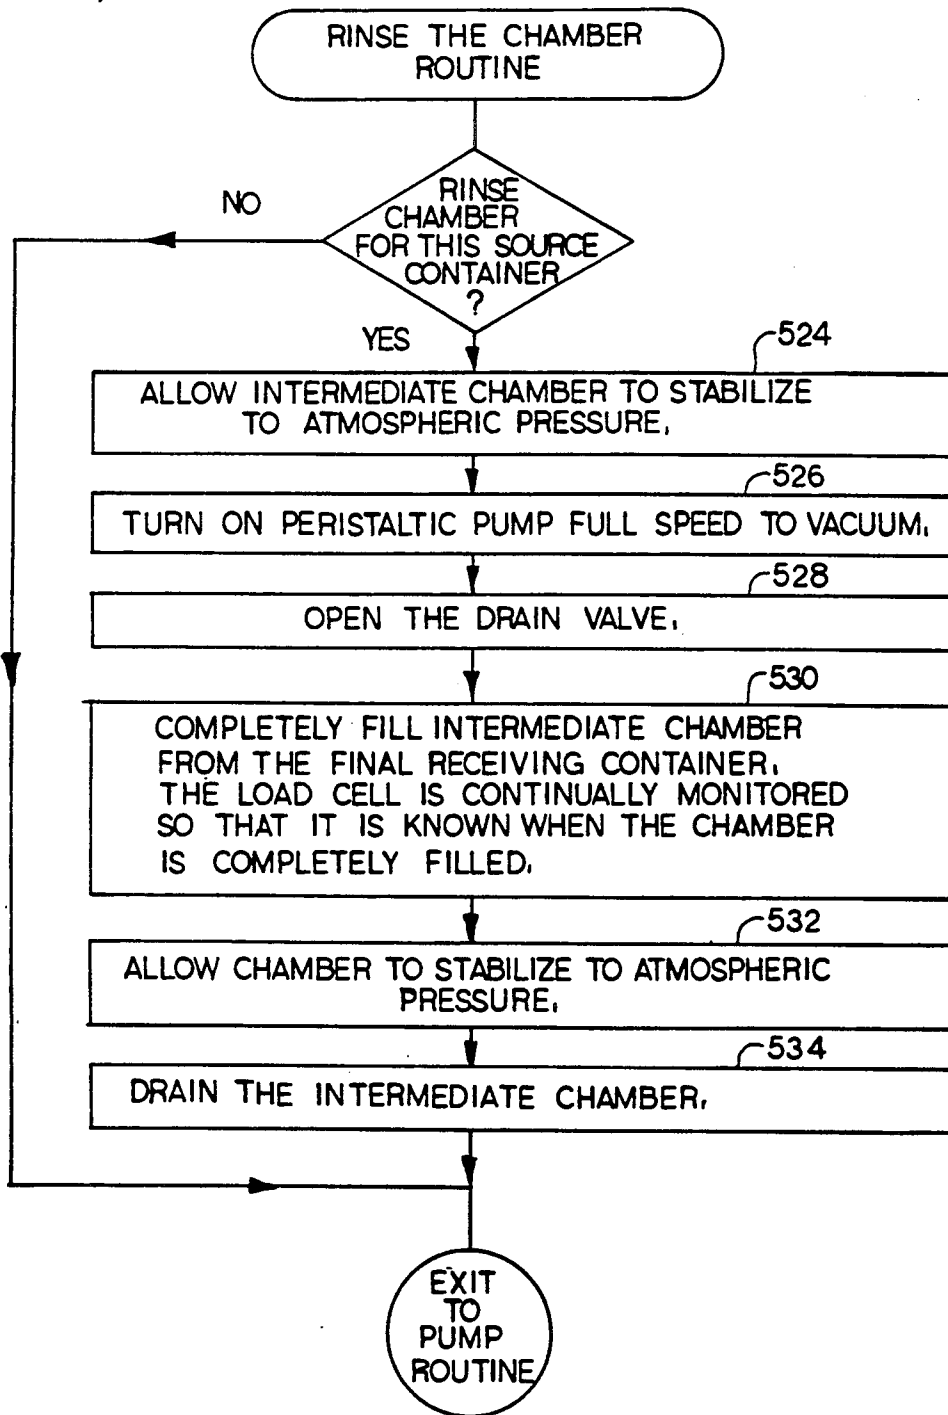 RINSE THE CHAMBER
ROUTINE
RINSE
CHAMBER
FOR THIS SOURCE
CONTAINER
?
NO
YES
524
ALLOW INTERMEDIATE CHAMBER TO STABILIZE
TO ATMOSPHERIC PRESSURE.
526
TURN ON PERISTALTIC PUMP FULL SPEED TO VACUUM.
528
OPEN THE DRAIN VALVE.
530
COMPLETELY FILL INTERMEDIATE CHAMBER
FROM THE FINAL RECEIVING CONTAINER.
THE LOAD CELL IS CONTINUALLY MONITORED
SO THAT IT IS KNOWN WHEN THE CHAMBER
IS COMPLETELY FILLED.
532
ALLOW CHAMBER TO STABILIZE TO ATMOSPHERIC
PRESSURE.
534
DRAIN THE INTERMEDIATE CHAMBER.
EXIT
TO
PUMP
ROUTINE